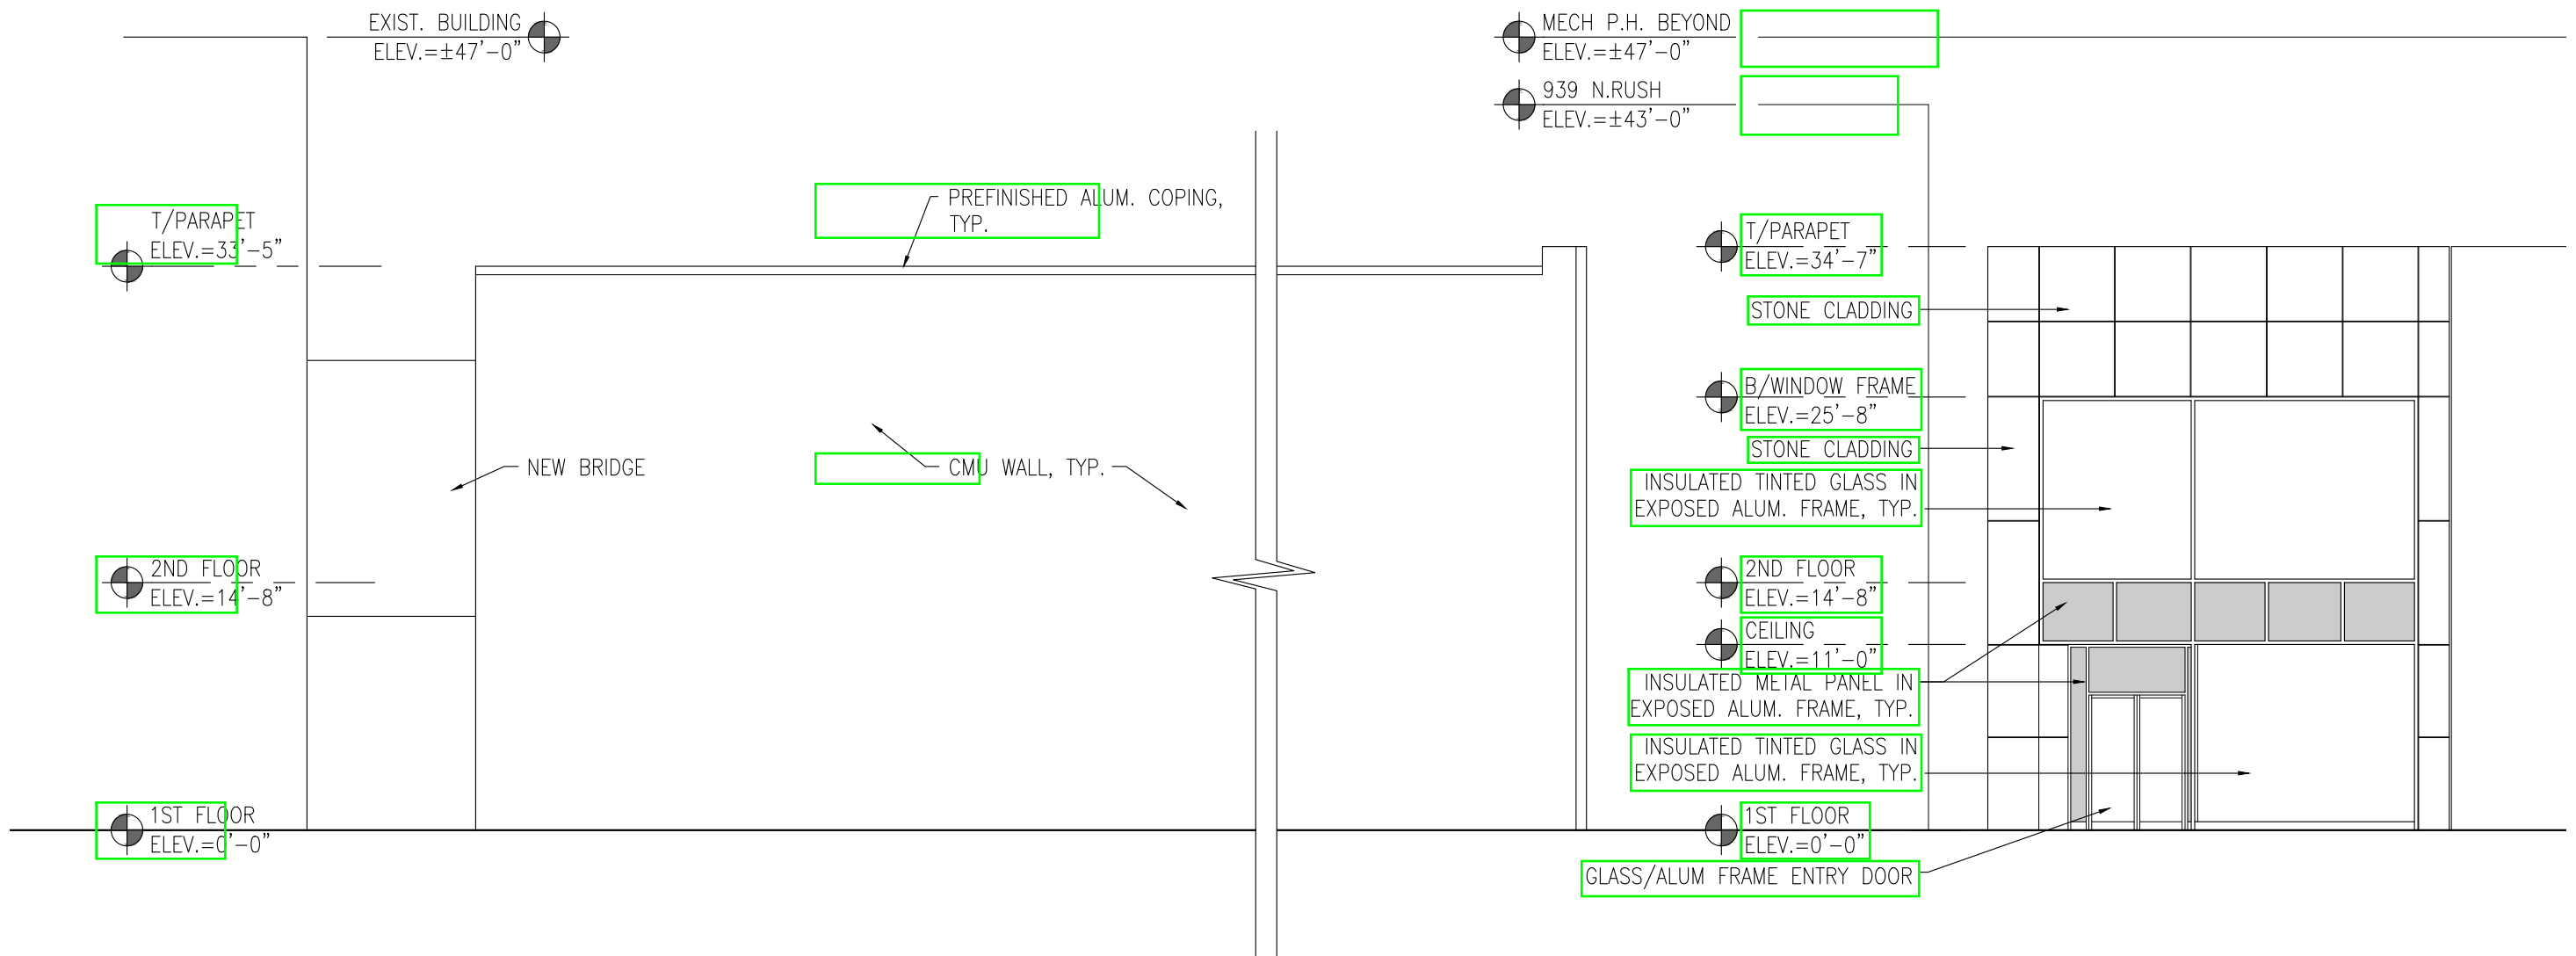 EXIST. BUILDING
ELEV.=±47'-0"
MECH P.H. BEYOND
ELEV.=±47'-0"
939 N.RUSH
ELEV.=±43'-0"
T/PARAPET
ELEV.=33'-5"
PREFINISHED ALUM. COPING,
TYP.
T/PARAPET
ELEV.=34'-7"
STONE CLADDING
B/WINDOW FRAME
ELEV.=25'-8"
STONE CLADDING
NEW BRIDGE
CMU WALL, TYP.
INSULATED TINTED GLASS IN
EXPOSED ALUM. FRAME, TYP.
2ND FLOOR
ELEV.=14'-8"
2ND FLOOR
ELEV.=14'-8"
CEILING
ELEV.=11'-0"
INSULATED METAL PANEL IN
EXPOSED ALUM. FRAME, TYP.
INSULATED TINTED GLASS IN
EXPOSED ALUM. FRAME, TYP.
1ST FLOOR
ELEV.=0'-0"
1ST FLOOR
ELEV.=0'-0"
GLASS/ALUM FRAME ENTRY DOOR